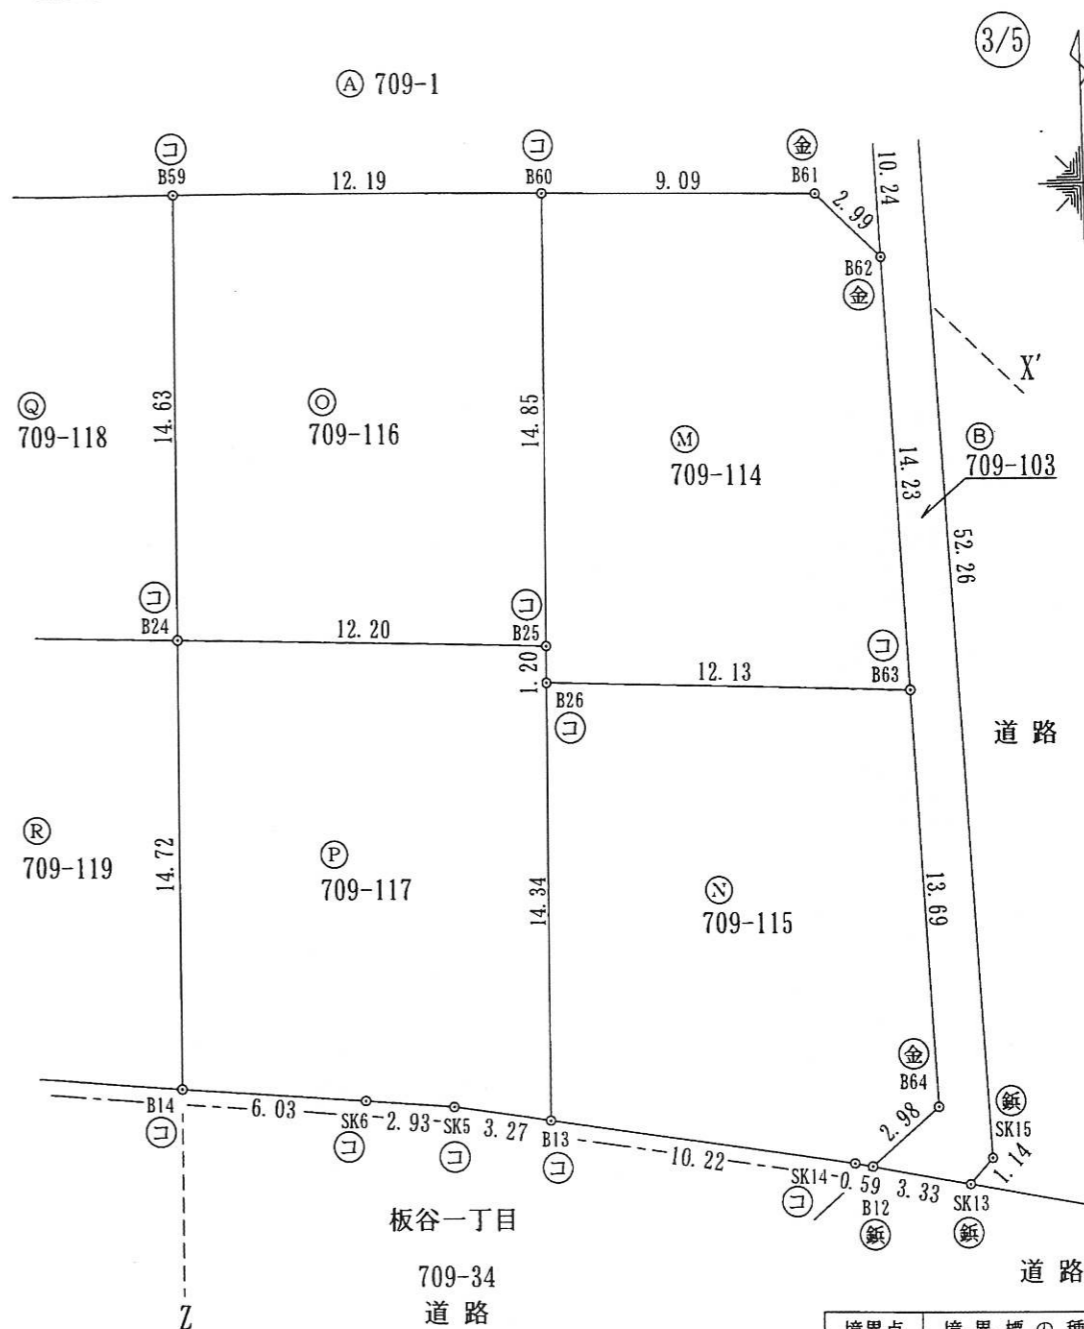 3/5
Ⓐ 709-1
コ
B59
12.19
コ
B60
9.09
金
B61
2.99
10.24
B62
金
X'
Ⓠ
709-118
14.63
Ⓞ
709-116
14.85
Ⓜ
709-114
14.23
Ⓑ
709-103
52.26
コ
B24
12.20
コ
B25
1.20
B26
コ
12.13
コ
B63
道路
Ⓡ
709-119
14.72
Ⓟ
709-117
14.34
Ⓝ
709-115
13.69
金
B64
2.98
鋲
SK15
1.14
B14
コ
6.03
SK6
コ
2.93
SK5
コ
3.27
B13
コ
10.22
SK14
コ
0.59
B12
鋲
3.33
SK13
鋲
板谷一丁目
709-34
道路
道路
Z
境界点
境界標の種